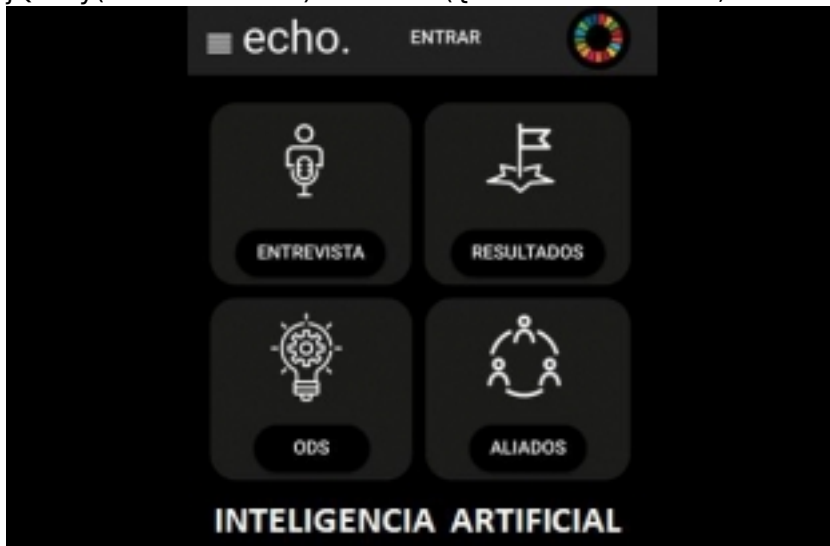 echo. ENTRAR
ENTREVISTA RESULTADOS
ODS ALIADOS
INTELIGENCIA ARTIFICIAL